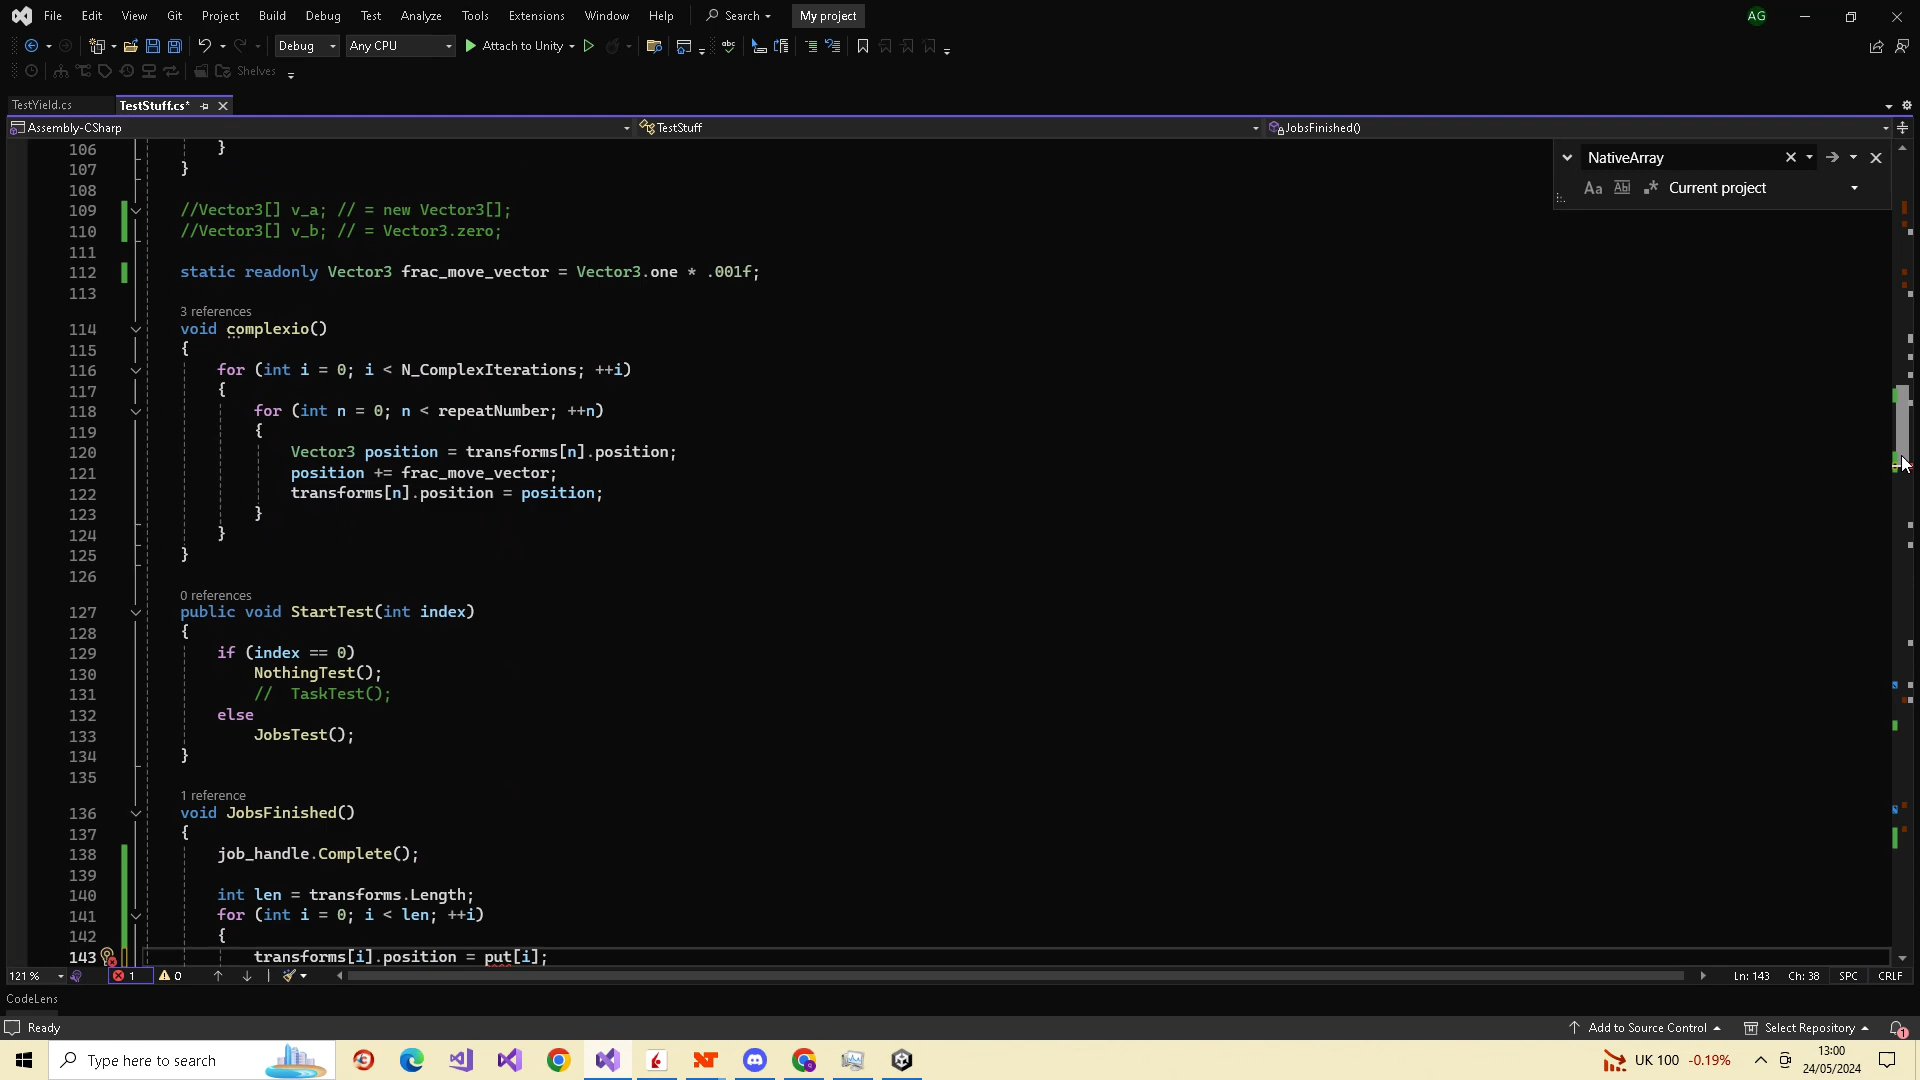 File Edit View Git Project Build Debug Test Analyze Tools Extensions Window Help Search My project AG
Debug Any CPU Attach to Unity
Shelves
TestYield.cs TestStuff.cs*
Assembly-CSharp TestStuff JobsFinished()
NativeArray
Aa Abl .* Current project
106 }
107 }
108
109 //Vector3[] v_a; // = new Vector3[];
110 //Vector3[] v_b; // = Vector3.zero;
111
112 static readonly Vector3 frac_move_vector = Vector3.one * .001f;
113
3 references
114 void complexio()
115 {
116 for (int i = 0; i < N_ComplexIterations; ++i)
117 {
118 for (int n = 0; n < repeatNumber; ++n)
119 {
120 Vector3 position = transforms[n].position;
121 position += frac_move_vector;
122 transforms[n].position = position;
123 }
124 }
125 }
126
0 references
127 public void StartTest(int index)
128 {
129 if (index == 0)
130 NothingTest();
131 // TaskTest();
132 else
133 JobsTest();
134 }
135
1 reference
136 void JobsFinished()
137 {
138 job_handle.Complete();
139
140 int len = transforms.Length;
141 for (int i = 0; i < len; ++i)
142 {
143 transforms[i].position = put[i];
121 % 1 0 Ln: 143 Ch: 38 SPC CRLF
CodeLens
Ready Add to Source Control Select Repository 1
Type here to search NT UK 100 -0.19% 13:00
24/05/2024